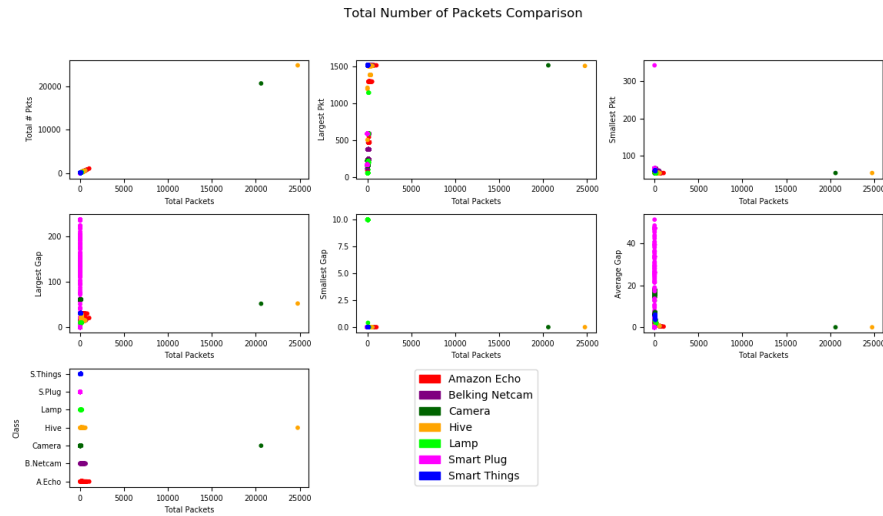 Total Number of Packets Comparison
Total # Pkts
20000
10000
0
0 5000 10000 15000 20000 25000
Total Packets
Largest Pkt
1500
1000
500
0
0 5000 10000 15000 20000 25000
Total Packets
Smallest Pkt
300
200
100
0 5000 10000 15000 20000 25000
Total Packets
Largest Gap
200
100
0
0 5000 10000 15000 20000 25000
Total Packets
Smallest Gap
10.0
7.5
5.0
2.5
0.0
0 5000 10000 15000 20000 25000
Total Packets
Average Gap
40
20
0
0 5000 10000 15000 20000 25000
Total Packets
Class
S.Things
S.Plug
Lamp
Hive
Camera
B.Netcam
A.Echo
0 5000 10000 15000 20000 25000
Total Packets
Amazon Echo
Belking Netcam
Camera
Hive
Lamp
Smart Plug
Smart Things